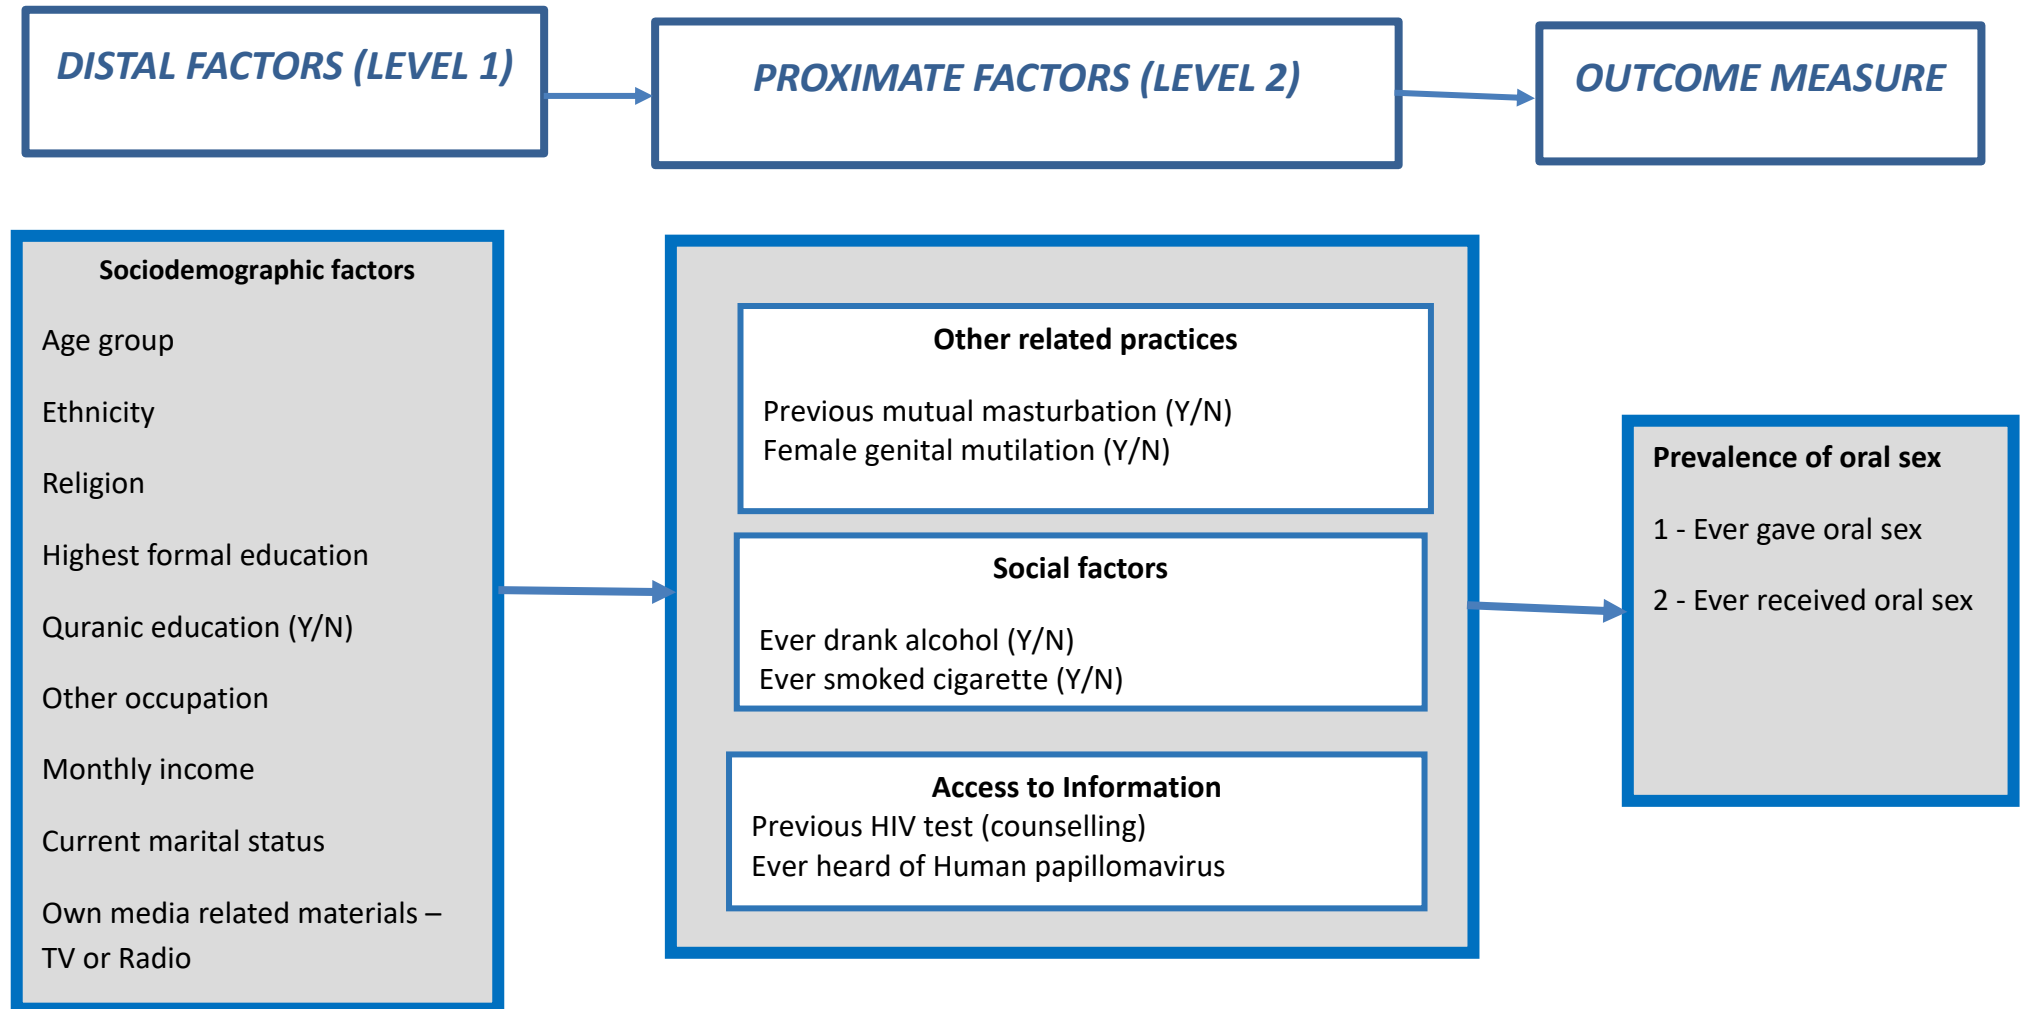 DISTAL FACTORS (LEVEL 1)
PROXIMATE FACTORS (LEVEL 2)
OUTCOME MEASURE
Sociodemographic factors
Age group
Ethnicity
Religion
Highest formal education
Quranic education (Y/N)
Other occupation
Monthly income
Current marital status
Own media related materials –
TV or Radio
Other related practices
Previous mutual masturbation (Y/N)
Female genital mutilation (Y/N)
Social factors
Ever drank alcohol (Y/N)
Ever smoked cigarette (Y/N)
Access to Information
Previous HIV test (counselling)
Ever heard of Human papillomavirus
Prevalence of oral sex
1 - Ever gave oral sex
2 - Ever received oral sex